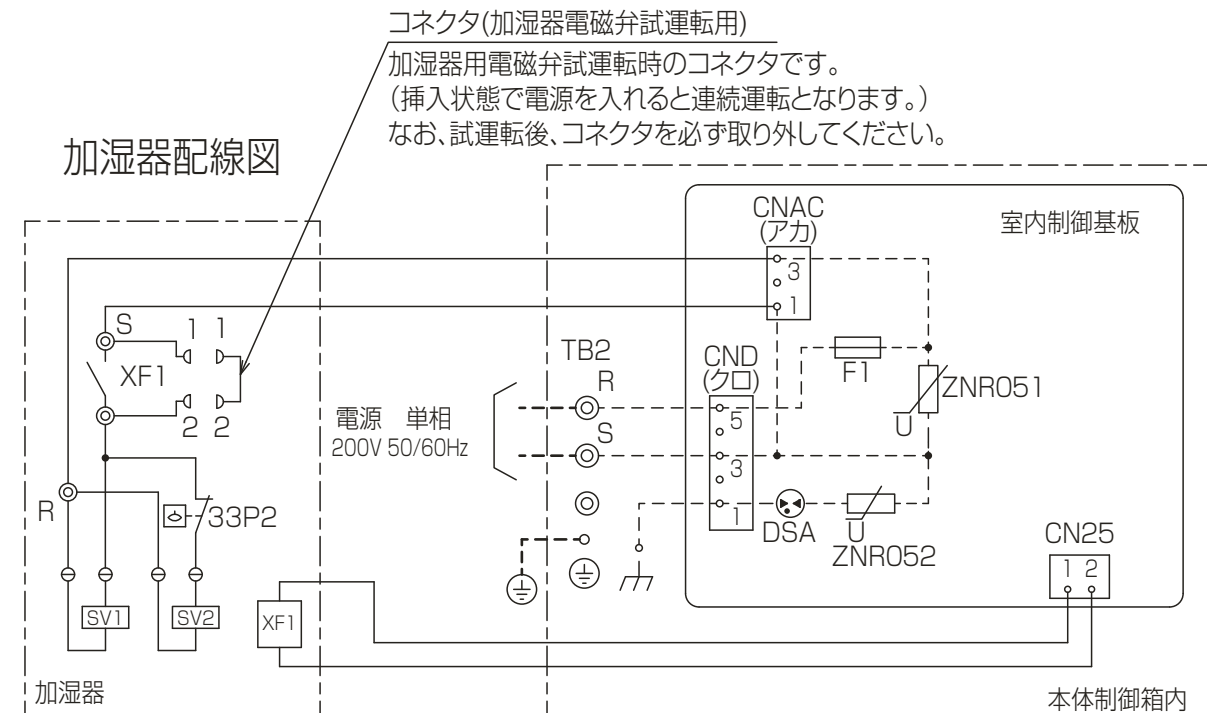 コネクタ(加湿器電磁弁試運転用)
加湿器用電磁弁試運転時のコネクタです。
(挿入状態で電源を入れると連続運転となります。)
なお、試運転後、コネクタを必ず取り外してください。
加湿器配線図
CNAC
(アカ)
3
1
室内制御基板
S
1 1
XF1
2 2
R
33P2
SV1
SV2
XF1
加湿器
電源 単相
200V 50/60Hz
TB2
R
S
CND
(クロ)
5
3
1
F1
ZNR051
U
DSA
U
ZNR052
CN25
1 2
本体制御箱内